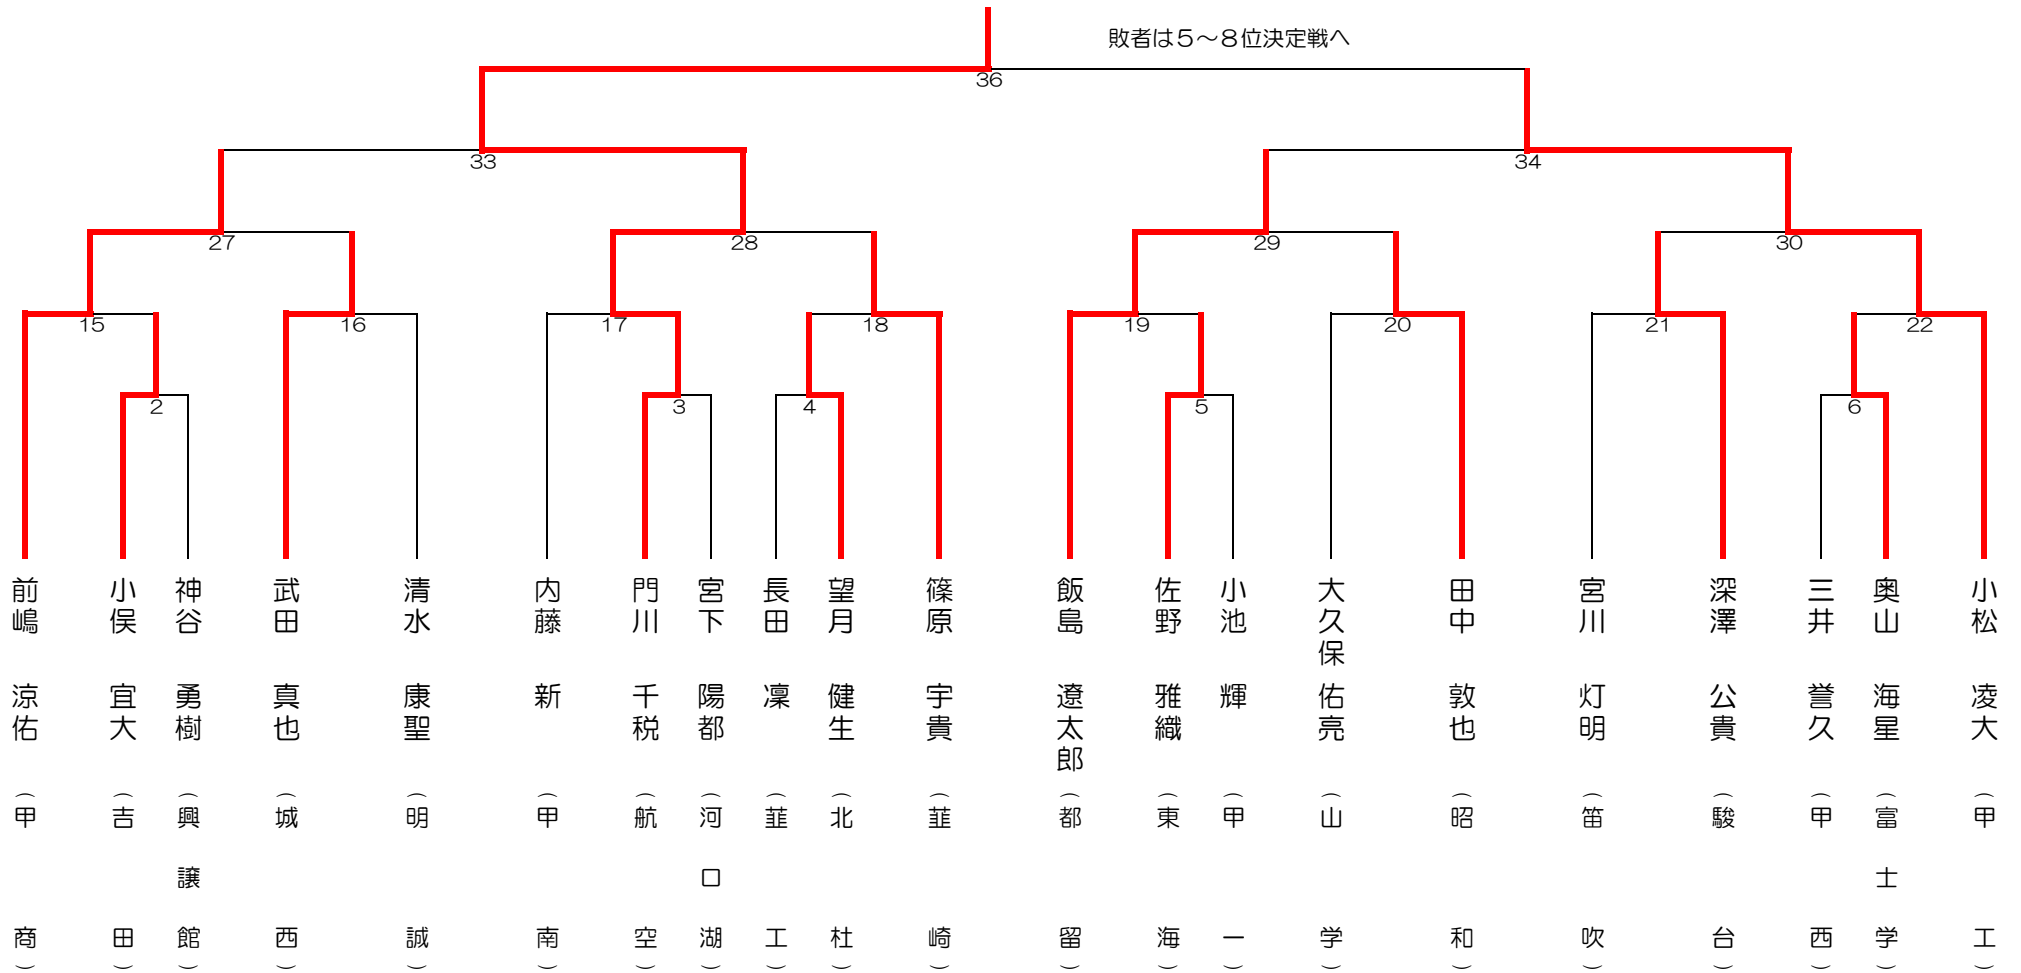 敗者は５～８位決定戦へ
36
33
34
27
28
29
30
15
16
17
18
19
20
21
22
2
3
4
5
6
前嶋 涼佑（甲商）
小俣 宜大（吉田）
神谷 勇樹（興譲館）
武田 真也（城西）
清水 康聖（明誠）
内藤 新（甲南）
門川 千税（航空）
宮下 陽都（河口湖）
長田 凜（韮工）
望月 健生（北杜）
篠原 宇貴（韮崎）
飯島 遼太郎（都留）
佐野 雅織（東海）
小池 輝（甲一）
大久保 佑亮（山学）
田中 敦也（昭和）
宮川 灯明（笛吹）
深澤 公貴（駿台）
三井 誉久（甲西）
奥山 海星（富士学）
小松 凌大（甲工）